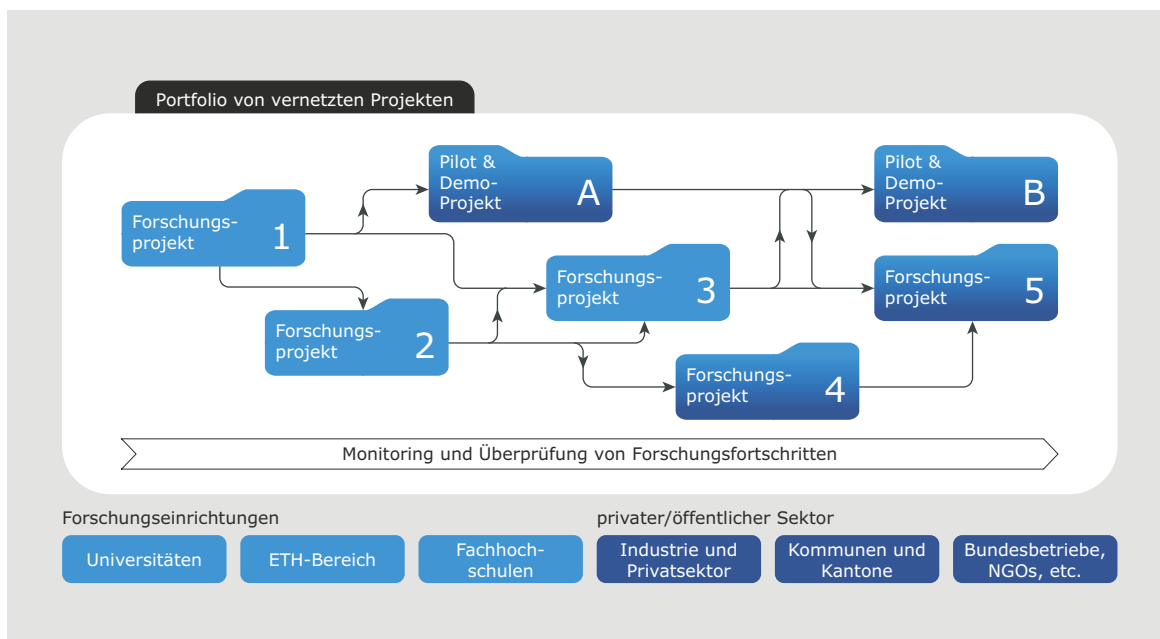 Portfolio von vernetzten Projekten
Pilot &
Demo-
Projekt
A
Pilot &
Demo-
Projekt
B
Forschungs-
projekt
1
Forschungs-
projekt
3
Forschungs-
projekt
5
Forschungs-
projekt
2
Forschungs-
projekt
4
Monitoring und Überprüfung von Forschungsfortschritten
Forschungseinrichtungen
Universitäten
ETH-Bereich
Fachhoch-
schulen
privater/öffentlicher Sektor
Industrie und
Privatsektor
Kommunen und
Kantone
Bundesbetriebe,
NGOs, etc.